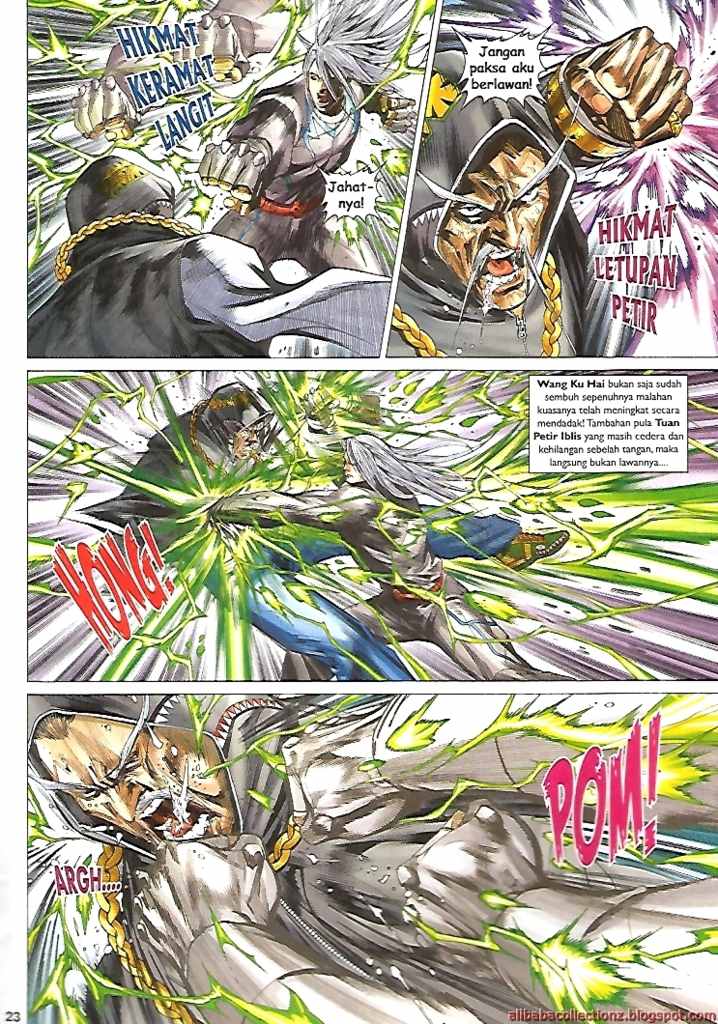 HIKMAT
KERAMAT
LANGIT
Jahat-
nya!
Jangan
paksa aku
berlawan!
HIKMAT
LETUPAN
PETIR
Wang Ku Hai bukan saja sudah
sembuh sepenuhnya malahan
kuasanya telah meningkat secara
mendadak! Tambahan pula Tuan
Petir Iblis yang masih cedera dan
kehilangan sebelah tangan, maka
langsung bukan lawannya....
HONG!
POM!
ARGH....
23
alibabacollectionz.blogspot.com